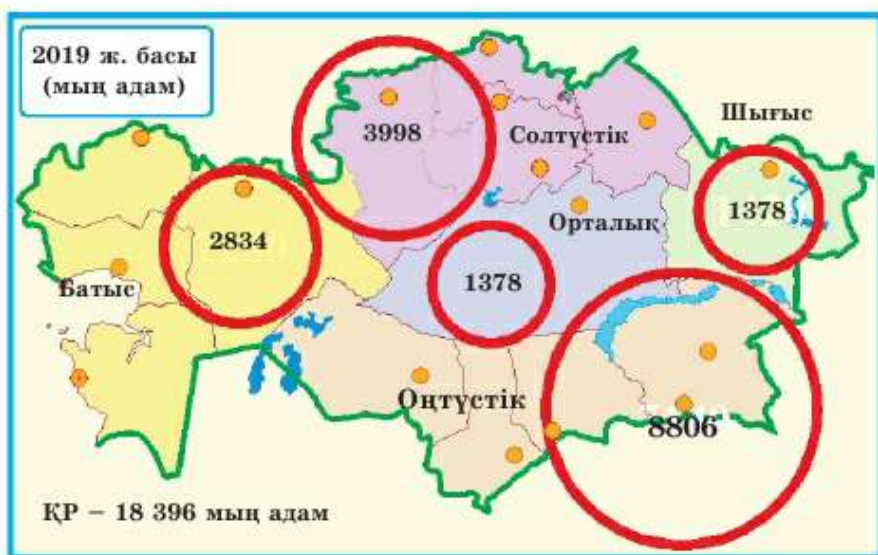 2019 ж. басы
(мың адам)
Шығыс
3998
Солтүстік
1378
2834
Орталық
1378
Батыс
Оңтүстік
8806
ҚР – 18 396 мың адам